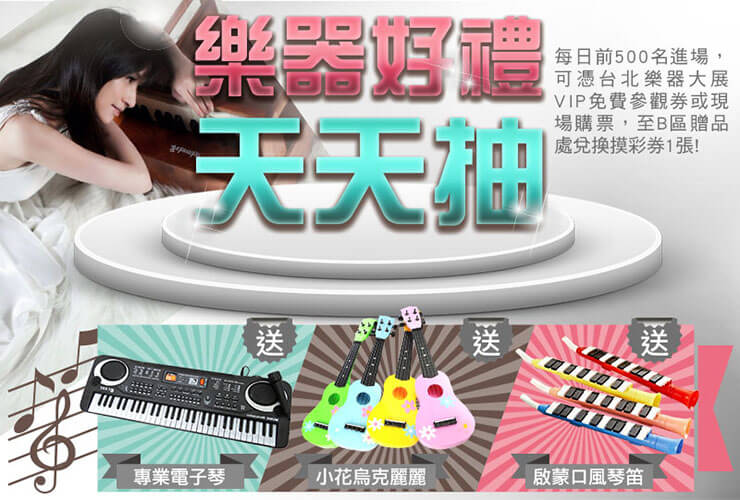 樂器好禮
天天抽
每日前500名進場，
可憑台北樂器大展
VIP免費參觀券或現
場購票，至B區贈品
處兌換摸彩券1張!
送
送
送
專業電子琴
小花烏克麗麗
啟蒙口風琴笛